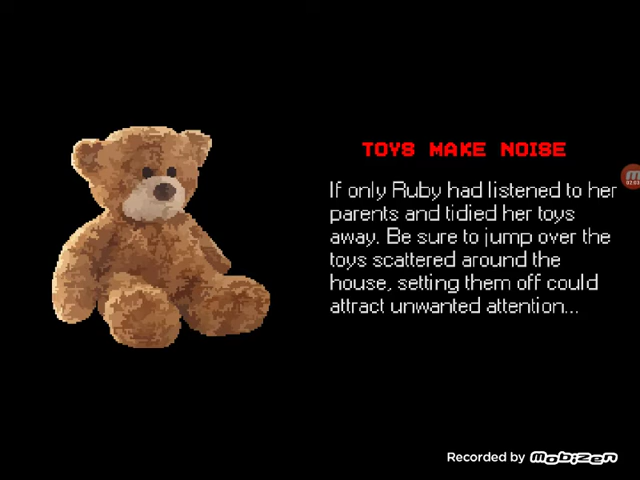 TOYS MAKE NOISE
If only Ruby had listened to her
parents and tidied her toys
away. Be sure to jump over the
toys scattered around the
house, setting them off could
attract unwanted attention...
Recorded by mobizen